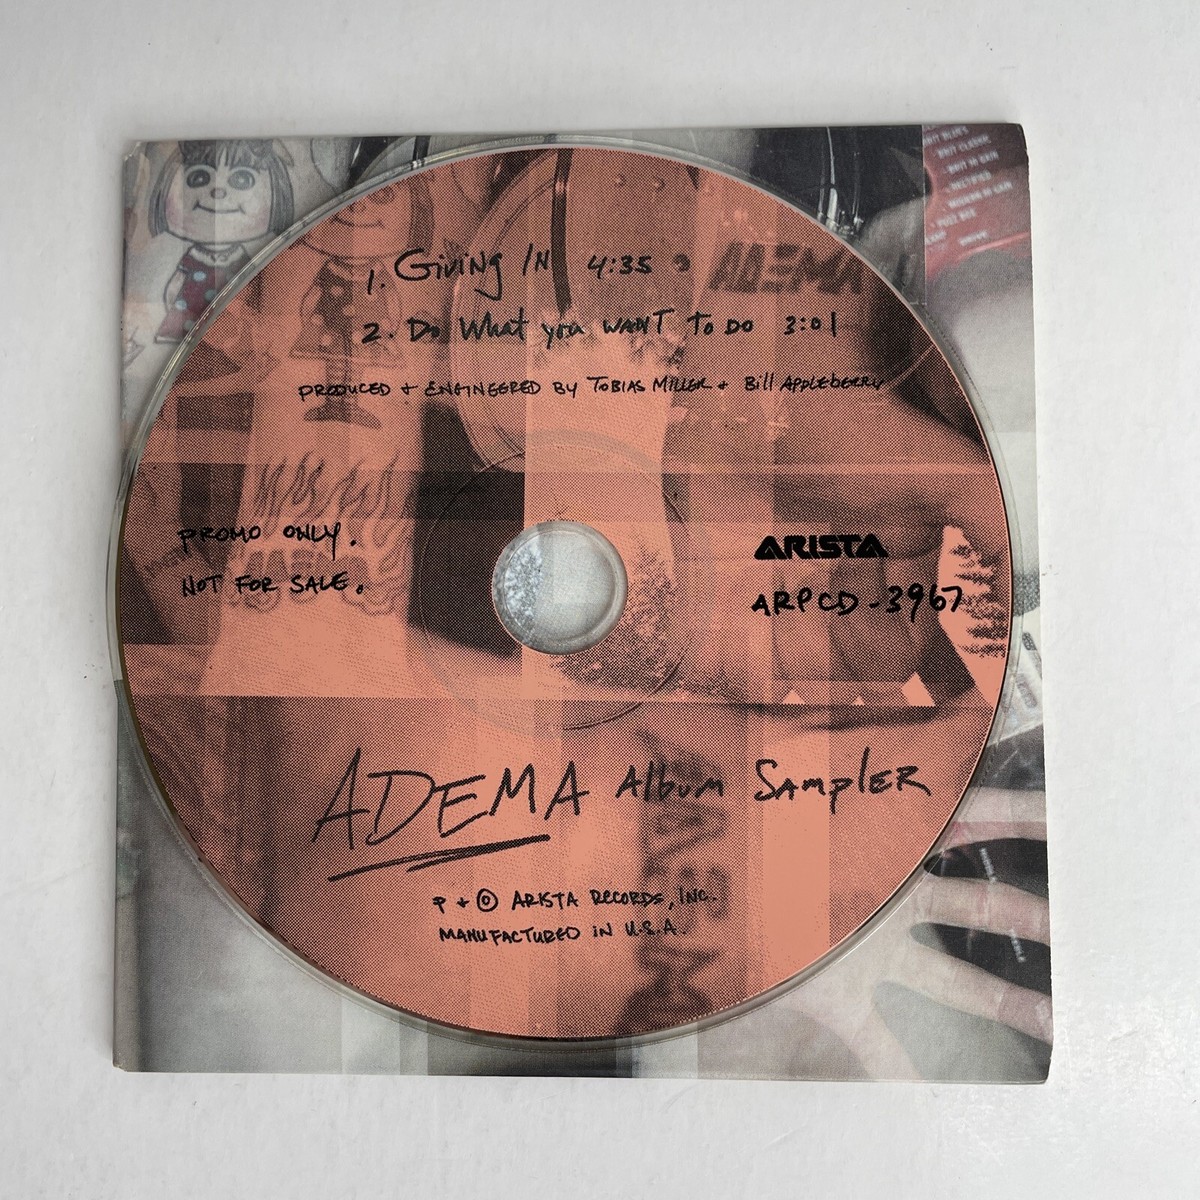 1. Giving IN 4:35
ADEMA
2. Do What you WANT To DO 3:01
PRODUCED + ENGINEERED BY TOBIAS MILLER + Bill APPLEBERRY
PROMO ONLY.
NOT FOR SALE.
ARISTA
ARPCD-3967
ADEMA Album SAMPLER
P + © ARISTA RECORDS, INC.
MANUFACTURED IN U.S.A.